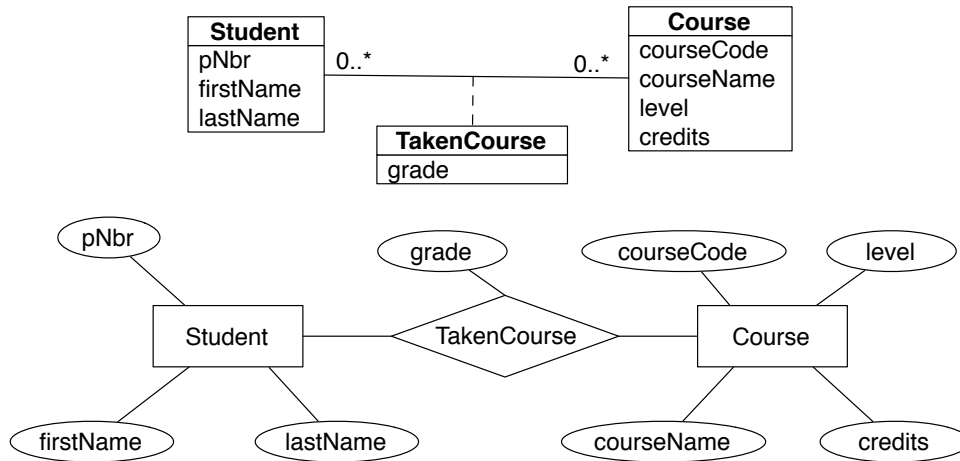 Student
pNbr
firstName
lastName
0..*
0..*
Course
courseCode
courseName
level
credits
TakenCourse
grade
pNbr
grade
courseCode
level
Student
TakenCourse
Course
firstName
lastName
courseName
credits